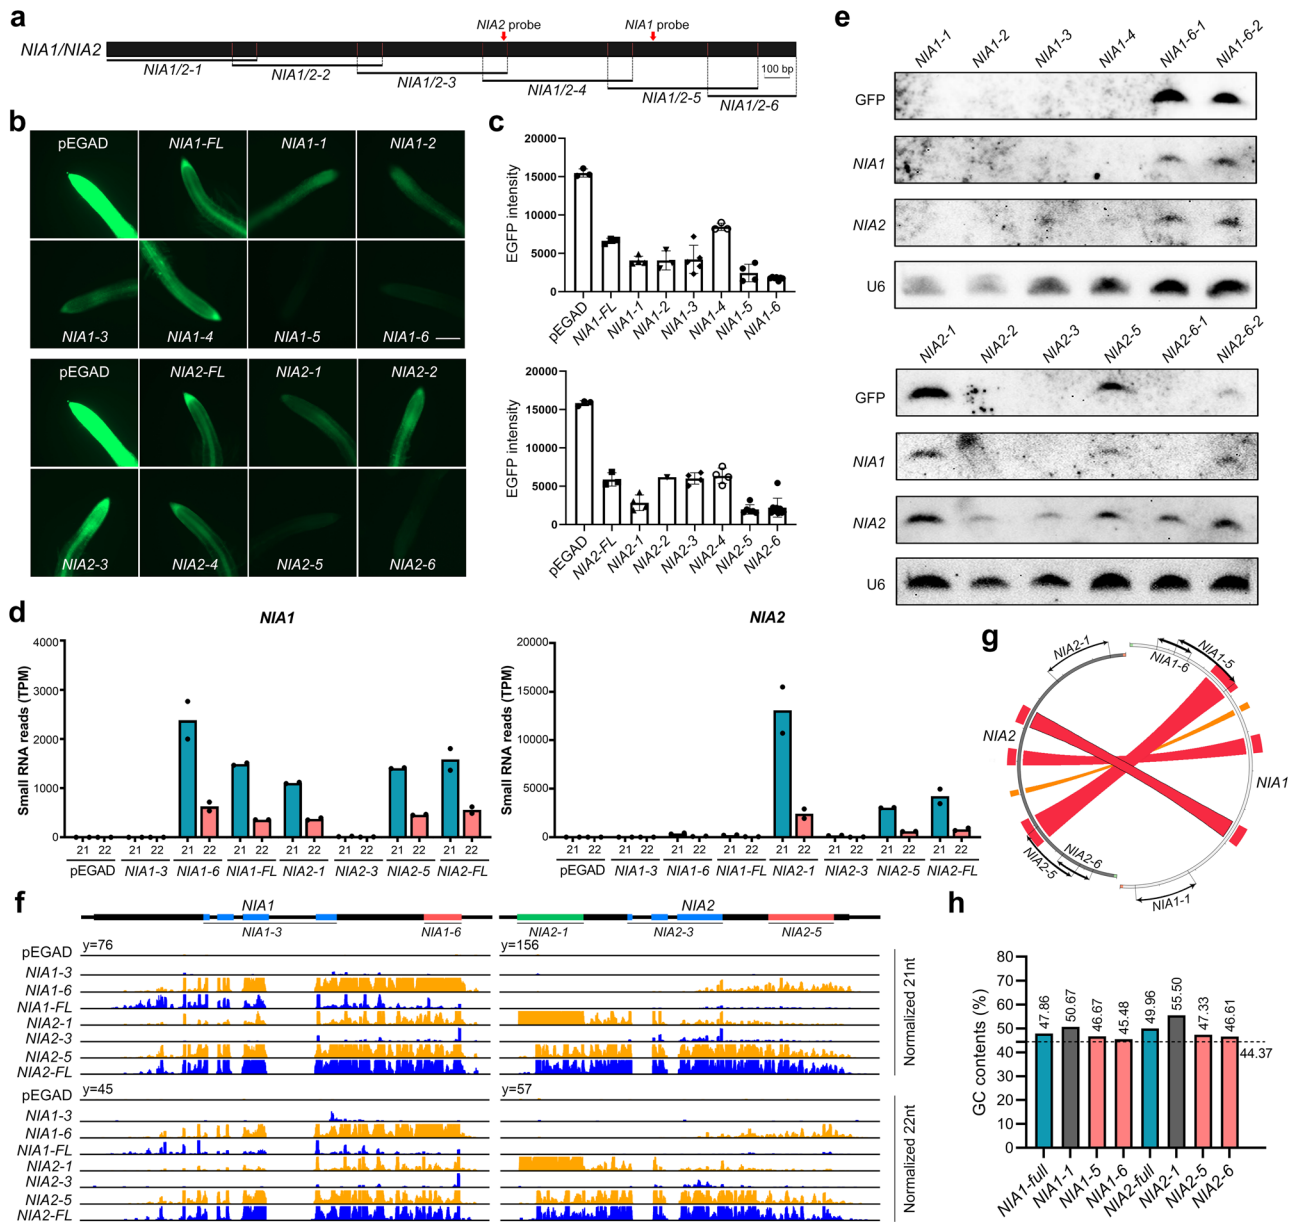 a
NIA2 probe
NIA1 probe
NIA1/NIA2
100 bp
NIA1/2-1
NIA1/2-2
NIA1/2-3
NIA1/2-4
NIA1/2-5
NIA1/2-6
b
pEGAD
NIA1-FL
NIA1-1
NIA1-2
NIA1-3
NIA1-4
NIA1-5
NIA1-6
pEGAD
NIA2-FL
NIA2-1
NIA2-2
NIA2-3
NIA2-4
NIA2-5
NIA2-6
c
EGFP intensity
20000
15000
10000
5000
0
pEGAD
NIA1-FL
NIA1-1
NIA1-2
NIA1-3
NIA1-4
NIA1-5
NIA1-6
EGFP intensity
20000
15000
10000
5000
0
pEGAD
NIA2-FL
NIA2-1
NIA2-2
NIA2-3
NIA2-4
NIA2-5
NIA2-6
d
NIA1
Small RNA reads (TPM)
4000
3000
2000
1000
0
21 22 21 22 21 22 21 22 21 22 21 22 21 22 21 22
pEGAD NIA1-3 NIA1-6 NIA1-FL NIA2-1 NIA2-3 NIA2-5 NIA2-FL
NIA2
Small RNA reads (TPM)
20000
15000
10000
5000
0
21 22 21 22 21 22 21 22 21 22 21 22 21 22 21 22
pEGAD NIA1-3 NIA1-6 NIA1-FL NIA2-1 NIA2-3 NIA2-5 NIA2-FL
e
NIA1-1 NIA1-2 NIA1-3 NIA1-4 NIA1-6-1 NIA1-6-2
GFP
NIA1
NIA2
U6
NIA2-1 NIA2-2 NIA2-3 NIA2-5 NIA2-6-1 NIA2-6-2
GFP
NIA1
NIA2
U6
f
NIA1
NIA1-3
NIA1-6
NIA2
NIA2-1
NIA2-3
NIA2-5
y=76
y=156
pEGAD
NIA1-3
NIA1-6
NIA1-FL
NIA2-1
NIA2-3
NIA2-5
NIA2-FL
Normalized 21nt
y=45
y=57
pEGAD
NIA1-3
NIA1-6
NIA1-FL
NIA2-1
NIA2-3
NIA2-5
NIA2-FL
Normalized 22nt
g
NIA2-1
NIA1-6
NIA1-5
NIA2
NIA1
NIA2-5
NIA2-6
NIA1-1
h
GC contents (%)
80
70
60
50
40
30
20
10
0
47.86
50.67
46.67
45.48
49.96
55.50
47.33
46.61
44.37
NIA1-full
NIA1-1
NIA1-5
NIA1-6
NIA2-full
NIA2-1
NIA2-5
NIA2-6